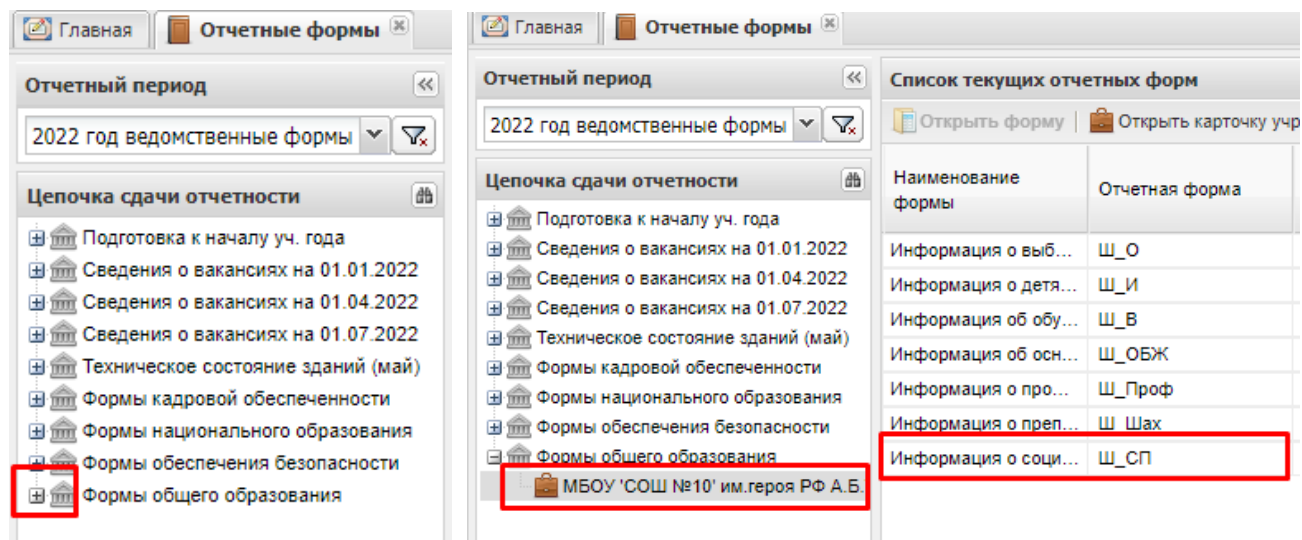 Главная
Отчетные формы
Отчетный период
2022 год ведомственные формы
Цепочка сдачи отчетности
Подготовка к началу уч. года
Сведения о вакансиях на 01.01.2022
Сведения о вакансиях на 01.04.2022
Сведения о вакансиях на 01.07.2022
Техническое состояние зданий (май)
Формы кадровой обеспеченности
Формы национального образования
Формы обеспечения безопасности
Формы общего образования
Главная
Отчетные формы
Отчетный период
2022 год ведомственные формы
Цепочка сдачи отчетности
Подготовка к началу уч. года
Сведения о вакансиях на 01.01.2022
Сведения о вакансиях на 01.04.2022
Сведения о вакансиях на 01.07.2022
Техническое состояние зданий (май)
Формы кадровой обеспеченности
Формы национального образования
Формы обеспечения безопасности
Формы общего образования
МБОУ 'СОШ №10' им.героя РФ А.Б.
Список текущих отчетных форм
Открыть форму Открыть карточку учр
Наименование
формы
Отчетная форма
Информация о выб... Ш_О
Информация о детя... Ш_И
Информация об обу... Ш_В
Информация об осн... Ш_ОБЖ
Информация о про... Ш_Проф
Информация о преп... Ш_Шах
Информация о соци... Ш_СП